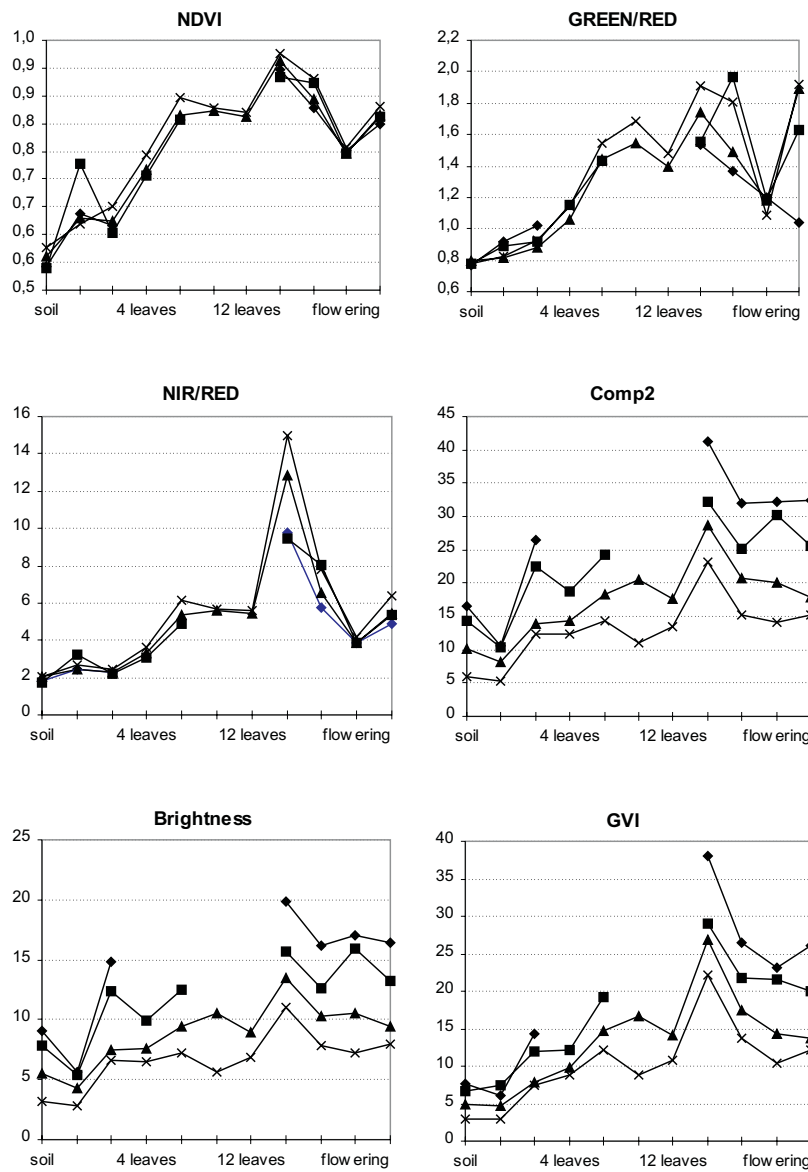 NDVI
1,0
0,9
0,9
0,8
0,8
0,7
0,7
0,6
0,6
0,5
soil
4 leaves
12 leaves
flow ering
GREEN/RED
2,2
2,0
1,8
1,6
1,4
1,2
1,0
0,8
0,6
soil
4 leaves
12 leaves
flow ering
NIR/RED
16
14
12
10
8
6
4
2
0
soil
4 leaves
12 leaves
flow ering
Comp2
45
40
35
30
25
20
15
10
5
0
soil
4 leaves
12 leaves
flow ering
Brightness
25
20
15
10
5
0
soil
4 leaves
12 leaves
flow ering
GVI
40
35
30
25
20
15
10
5
0
soil
4 leaves
12 leaves
flow ering